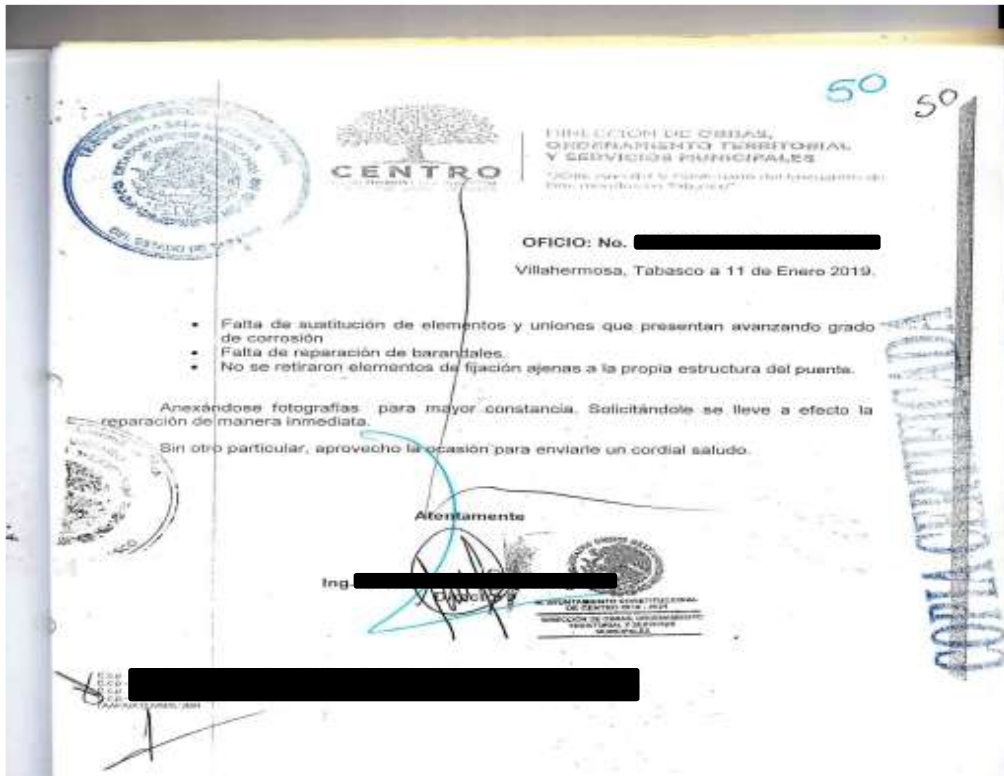 50
50
CENTRO
DIRECCIÓN DE OBRAS,
ORDENAMIENTO TERRITORIAL
Y SERVICIOS MUNICIPALES
OFICIO: No.
Villahermosa, Tabasco a 11 de Enero 2019.
• Falta de sustitución de elementos y uniones que presentan avanzando grado
de corrosión
• Falta de reparación de barandales.
• No se retiraron elementos de fijación ajenas a la propia estructura del puente.
Anexándose fotografías para mayor constancia. Solicitándole se lleve a efecto la
reparación de manera inmediata.
Sin otro particular, aprovecho la ocasión para enviarle un cordial saludo.
Atentamente
Ing.
Director
H. AYUNTAMIENTO CONSTITUCIONAL
DE CENTRO 2018 - 2021
DIRECCIÓN DE OBRAS, ORDENAMIENTO
TERRITORIAL Y SERVICIOS
MUNICIPALES
COPIA CERTIFICADA